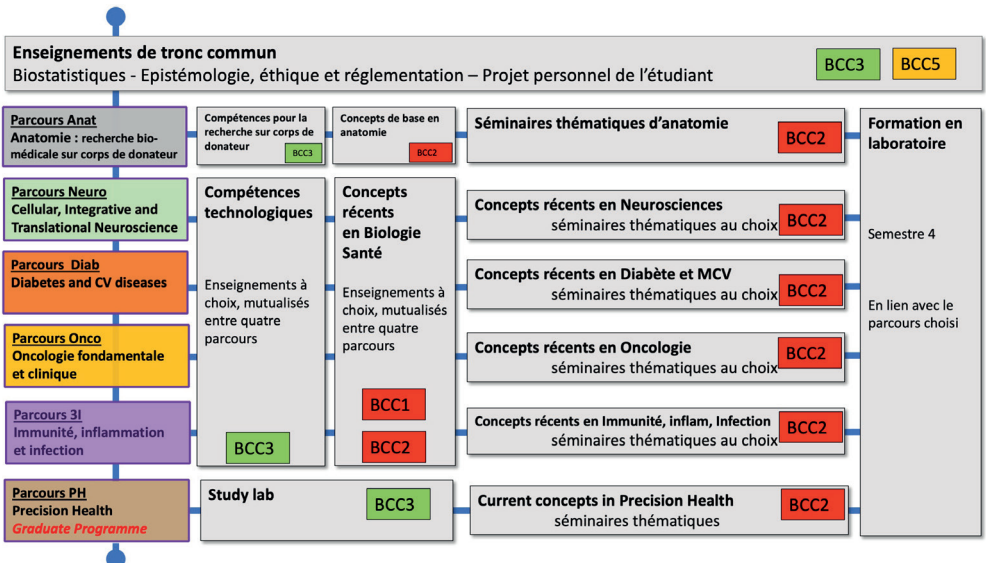 Enseignements de tronc commun
Biostatistiques - Epistémologie, éthique et réglementation – Projet personnel de l'étudiant
BCC3
BCC5
Parcours Anat
Anatomie : recherche bio-
médicale sur corps de donateur
Compétences pour la
recherche sur corps de
donateur
BCC3
Concepts de base en
anatomie
BCC2
Séminaires thématiques d'anatomie
BCC2
Formation en
laboratoire
Semestre 4
En lien avec le
parcours choisi
Parcours Neuro
Cellular, Integrative and
Translational Neuroscience
Compétences
technologiques
Enseignements à
choix, mutualisés
entre quatre
parcours
BCC3
Concepts
récents
en Biologie
Santé
Enseignements à
choix, mutualisés
entre quatre
parcours
BCC1
BCC2
Concepts récents en Neurosciences
séminaires thématiques au choix
BCC2
Parcours Diab
Diabetes and CV diseases
Concepts récents en Diabète et MCV
séminaires thématiques au choix
BCC2
Parcours Onco
Oncologie fondamentale
et clinique
Concepts récents en Oncologie
séminaires thématiques au choix
BCC2
Parcours 3I
Immunité, inflammation
et infection
Concepts récents en Immunité, inflam, Infection
séminaires thématiques au choix
BCC2
Parcours PH
Precision Health
Graduate Programme
Study lab
BCC3
Current concepts in Precision Health
séminaires thématiques
BCC2